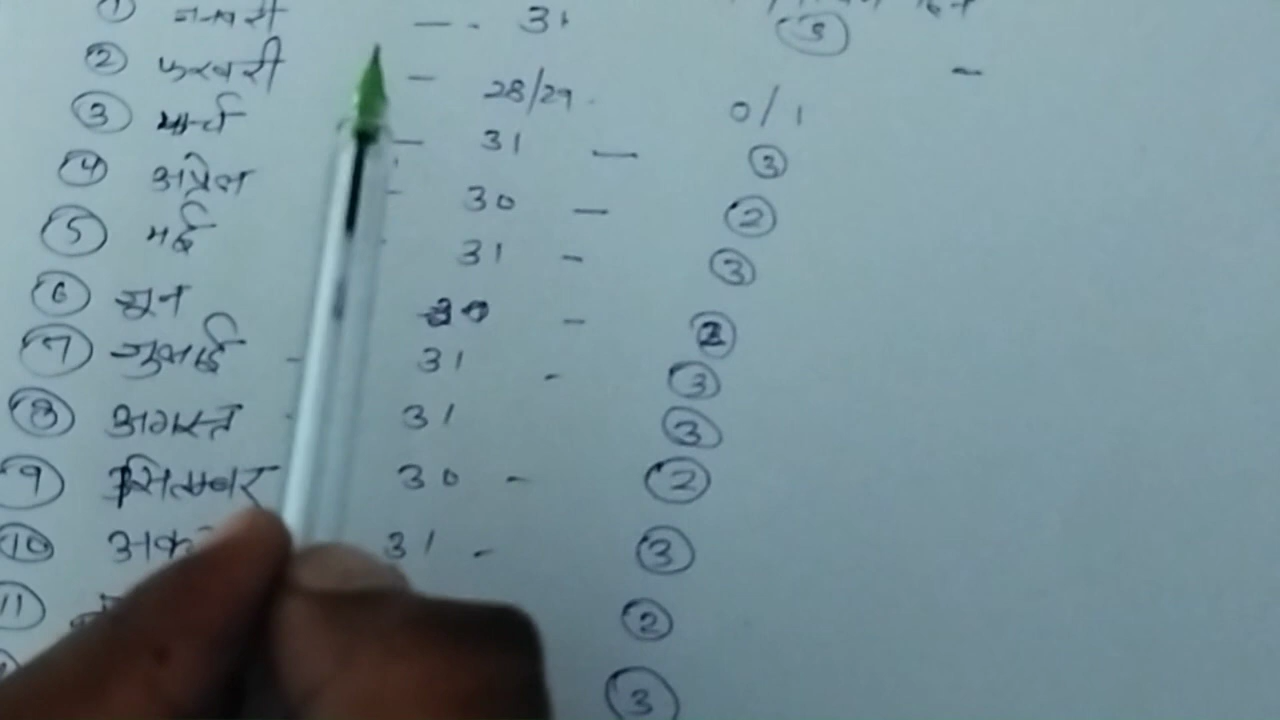 ① जनवरी — - 31 ③
② फरवरी — 28/29 - 0/1
③ मार्च — 31 — ③
④ अप्रैल - 30 — ②
⑤ मई 31 - ③
⑥ जून 30 - ②
⑦ जुलाई - 31 - ③
⑧ अगस्त - 31 ③
⑨ सितम्बर 30 - ②
⑩ 31 - ③
⑪ ②
③